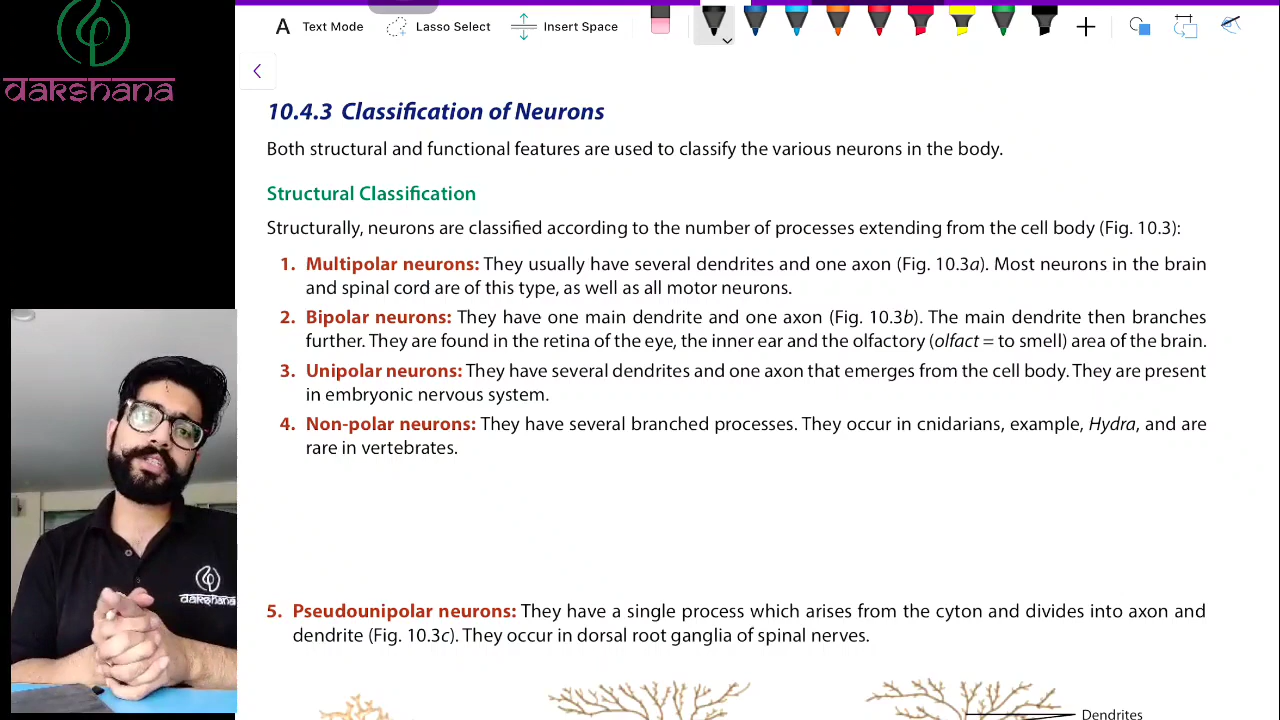 dakshana
A Text Mode Lasso Select Insert Space
10.4.3 Classification of Neurons
Both structural and functional features are used to classify the various neurons in the body.
Structural Classification
Structurally, neurons are classified according to the number of processes extending from the cell body (Fig. 10.3):
1. Multipolar neurons: They usually have several dendrites and one axon (Fig. 10.3a). Most neurons in the brain
and spinal cord are of this type, as well as all motor neurons.
2. Bipolar neurons: They have one main dendrite and one axon (Fig. 10.3b). The main dendrite then branches
further. They are found in the retina of the eye, the inner ear and the olfactory (olfact = to smell) area of the brain.
3. Unipolar neurons: They have several dendrites and one axon that emerges from the cell body. They are present
in embryonic nervous system.
4. Non-polar neurons: They have several branched processes. They occur in cnidarians, example, Hydra, and are
rare in vertebrates.
dakshana
5. Pseudounipolar neurons: They have a single process which arises from the cyton and divides into axon and
dendrite (Fig. 10.3c). They occur in dorsal root ganglia of spinal nerves.
Dendrites